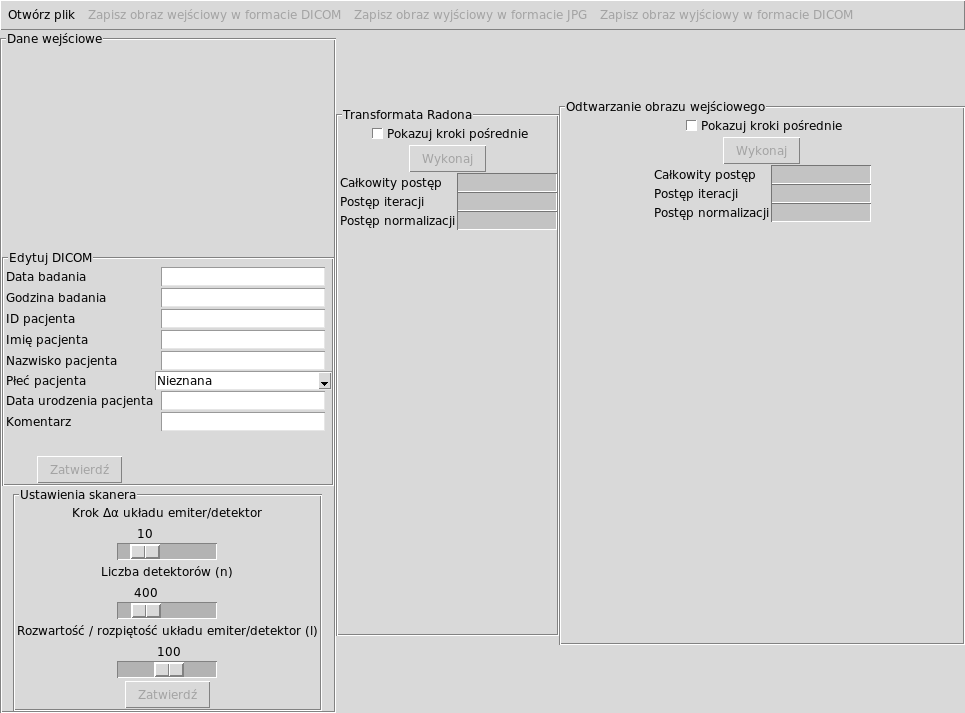 Otwórz plik Zapisz obraz wejściowy w formacie DICOM Zapisz obraz wyjściowy w formacie JPG Zapisz obraz wyjściowy w formacie DICOM
Dane wejściowe
Edytuj DICOM
Data badania
Godzina badania
ID pacjenta
Imię pacjenta
Nazwisko pacjenta
Płeć pacjenta Nieznana
Data urodzenia pacjenta
Komentarz
Zatwierdź
Ustawienia skanera
Krok Δα układu emiter/detektor
10
Liczba detektorów (n)
400
Rozwartość / rozpiętość układu emiter/detektor (l)
100
Zatwierdź
Transformata Radona
Pokazuj kroki pośrednie
Wykonaj
Całkowity postęp
Postęp iteracji
Postęp normalizacji
Odtwarzanie obrazu wejściowego
Pokazuj kroki pośrednie
Wykonaj
Całkowity postęp
Postęp iteracji
Postęp normalizacji